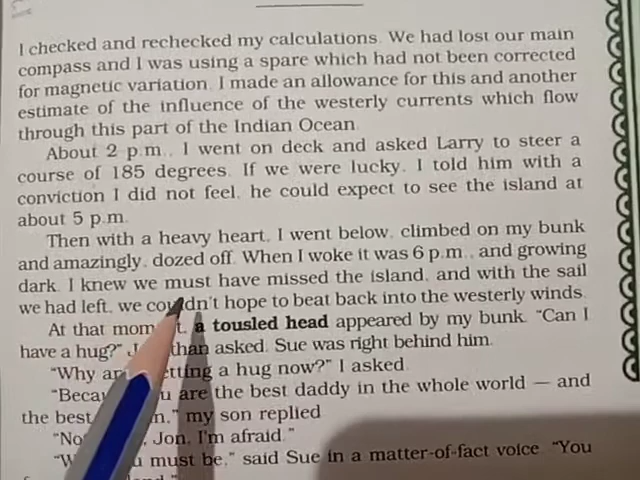 I checked and rechecked my calculations. We had lost our main
compass and I was using a spare which had not been corrected
for magnetic variation. I made an allowance for this and another
estimate of the influence of the westerly currents which flow
through this part of the Indian Ocean.
About 2 p.m., I went on deck and asked Larry to steer a
course of 185 degrees. If we were lucky, I told him with a
conviction I did not feel, he could expect to see the island at
about 5 p.m.
Then with a heavy heart, I went below, climbed on my bunk
and amazingly, dozed off. When I woke it was 6 p.m., and growing
dark. I knew we must have missed the island, and with the sail
we had left, we couldn't hope to beat back into the westerly winds.
At that a tousled head appeared by my bunk. "Can I
have a hug?" asked. Sue was right behind him.
"Why a hug now?" I asked.
are the best daddy in the whole world — and
the best my son replied.
Jon, I'm afraid."
must be," said Sue in a matter-of-fact voice. "You